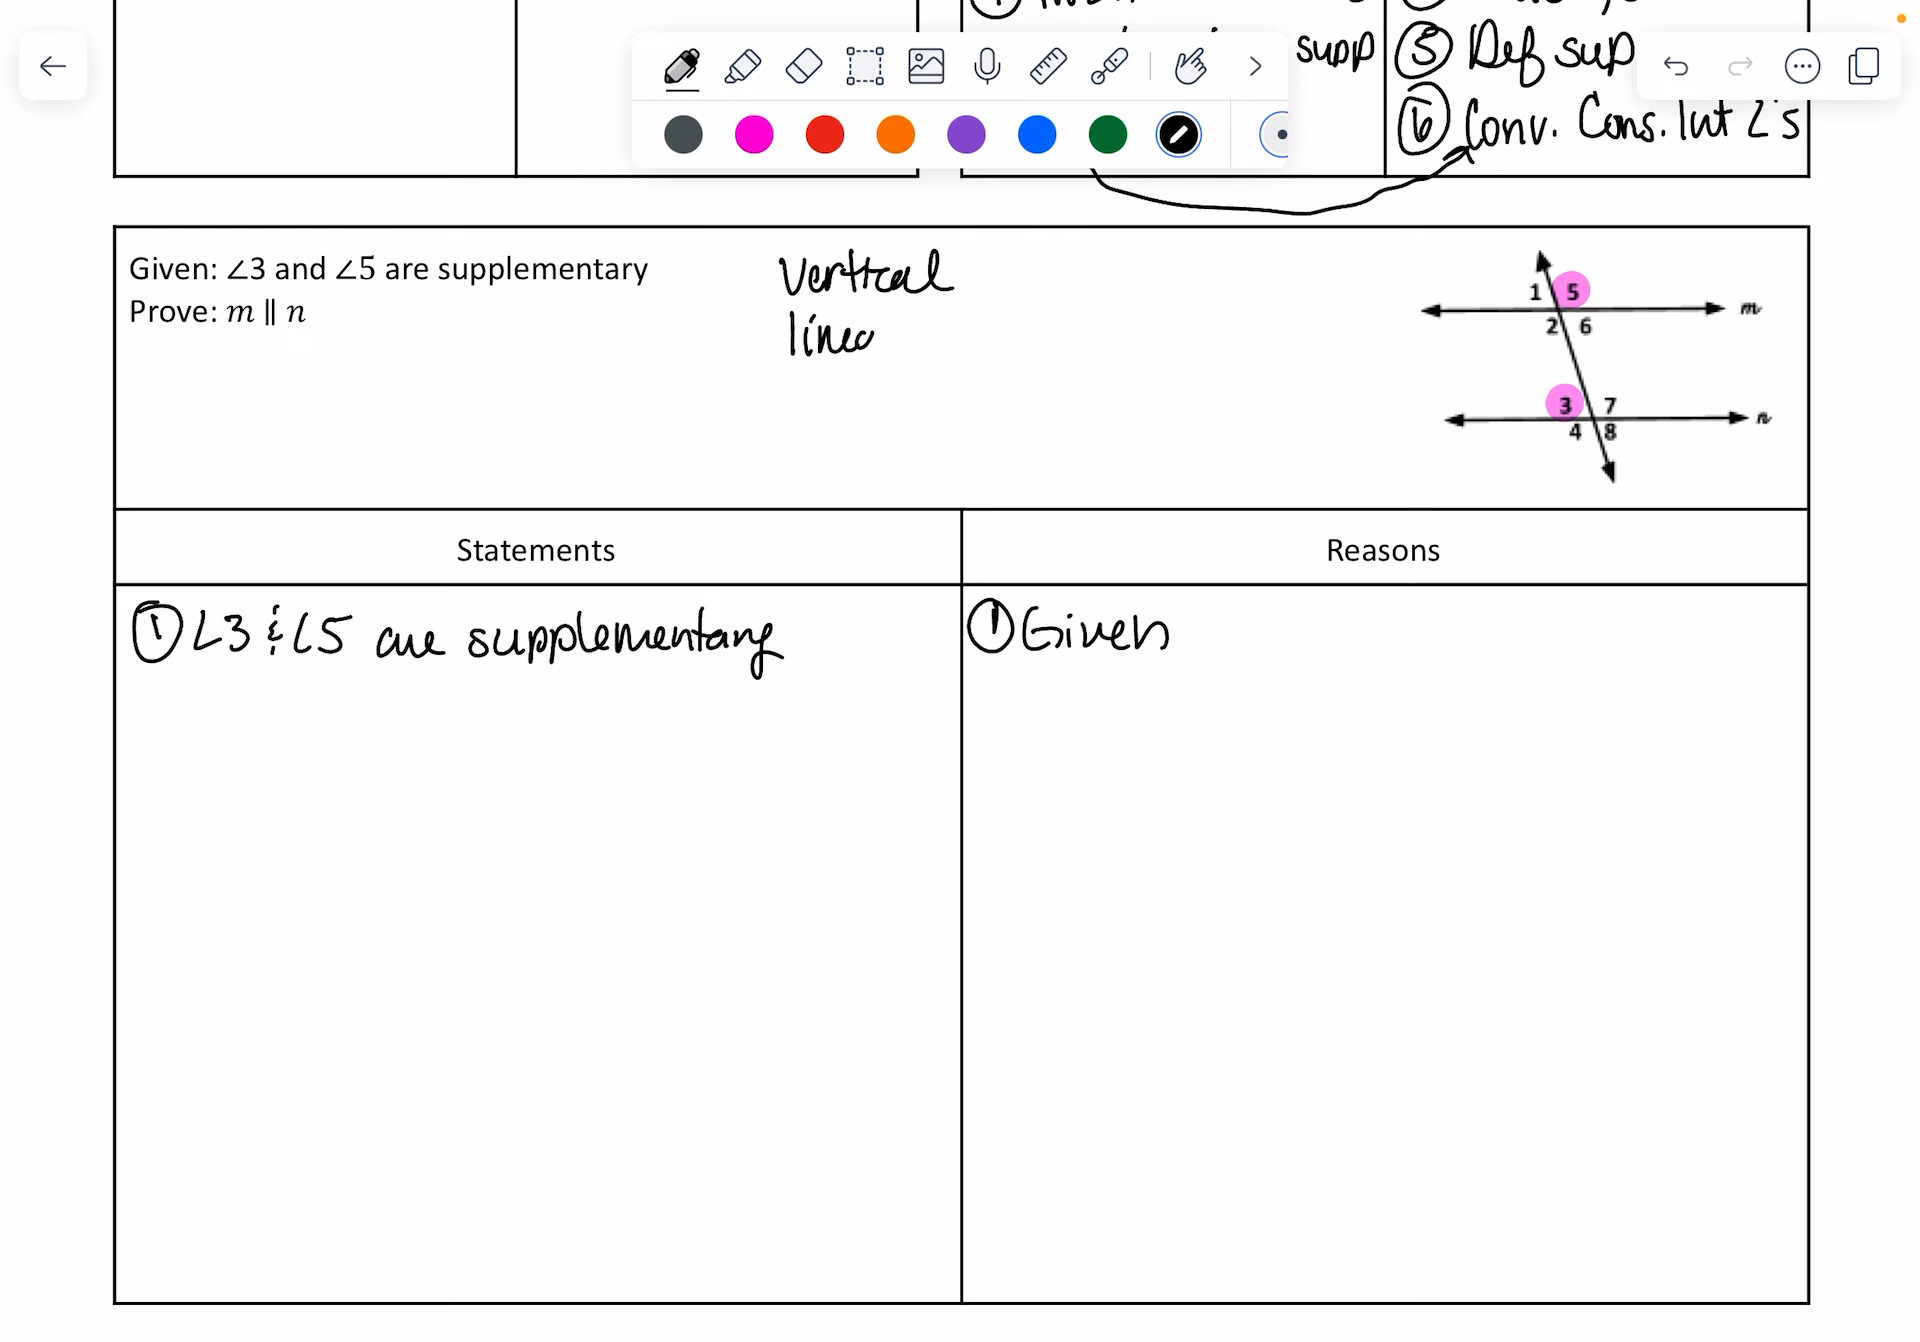 supp
⑤ Def sup
⑥ Conv. Cons. Int ∠'s
Given: ∠3 and ∠5 are supplementary
Prove: m ∥ n
Vertical
linea
1 5
m
2 6
3 7
n
4 8
Statements
Reasons
① ∠3 & ∠5 are supplementary
① Given